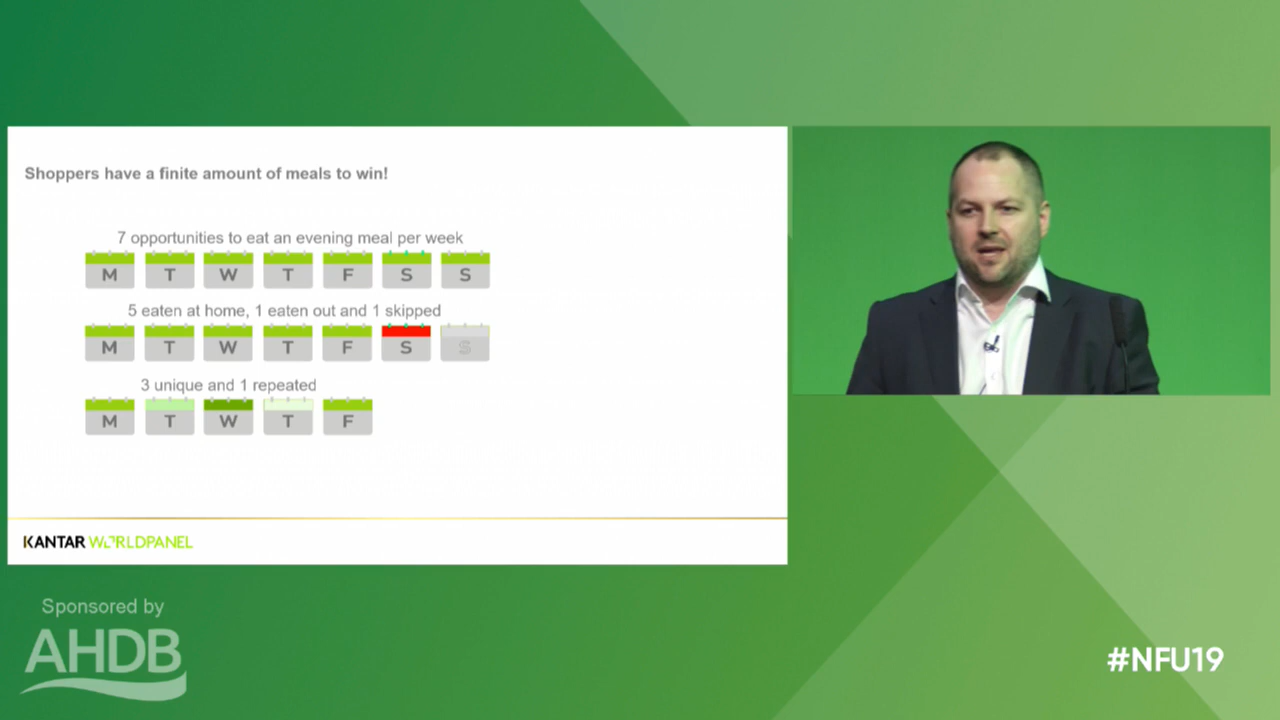 Shoppers have a finite amount of meals to win!
7 opportunities to eat an evening meal per week
M T W T F S S
5 eaten at home, 1 eaten out and 1 skipped
M T W T F S S
3 unique and 1 repeated
M T W T F
KANTAR WORLDPANEL
Sponsored by
AHDB
#NFU19